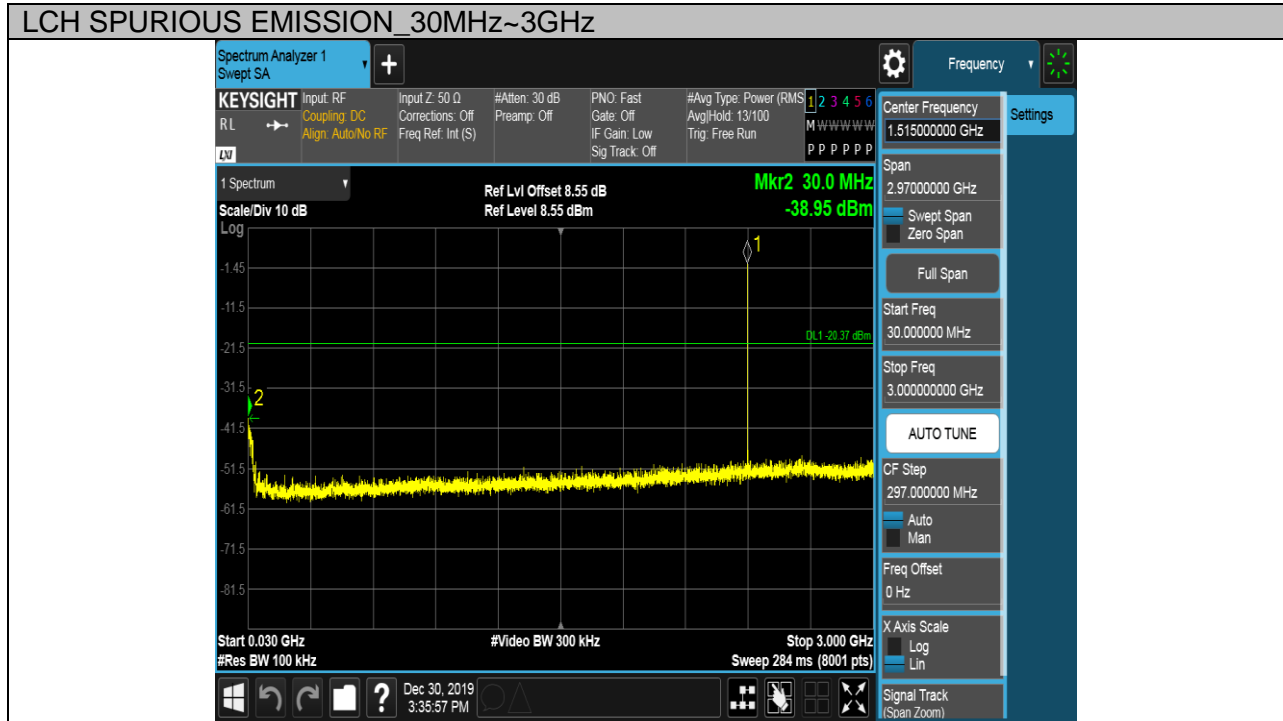 LCH SPURIOUS EMISSION_30MHz~3GHz
Spectrum Analyzer 1
Swept SA
Frequency
KEYSIGHT
RL
LXI
Input: RF
Coupling: DC
Align: Auto/No RF
Input Z: 50 Ω
Corrections: Off
Freq Ref: Int (S)
#Atten: 30 dB
Preamp: Off
PNO: Fast
Gate: Off
IF Gain: Low
Sig Track: Off
#Avg Type: Power (RMS
Avg|Hold: 13/100
Trig: Free Run
1 2 3 4 5 6
M W W W W W
P P P P P P
1 Spectrum
Scale/Div 10 dB
Ref Lvl Offset 8.55 dB
Ref Level 8.55 dBm
Mkr2 30.0 MHz
-38.95 dBm
Log
1
-1.45
-11.5
DL1 -20.37 dBm
-21.5
-31.5
2
-41.5
-51.5
-61.5
-71.5
-81.5
Start 0.030 GHz
#Video BW 300 kHz
Stop 3.000 GHz
#Res BW 100 kHz
Sweep 284 ms (8001 pts)
Dec 30, 2019
3:35:57 PM
?
Center Frequency
1.515000000 GHz
Settings
Span
2.97000000 GHz
Swept Span
Zero Span
Full Span
Start Freq
30.000000 MHz
Stop Freq
3.000000000 GHz
AUTO TUNE
CF Step
297.000000 MHz
Auto
Man
Freq Offset
0 Hz
X Axis Scale
Log
Lin
Signal Track
(Span Zoom)